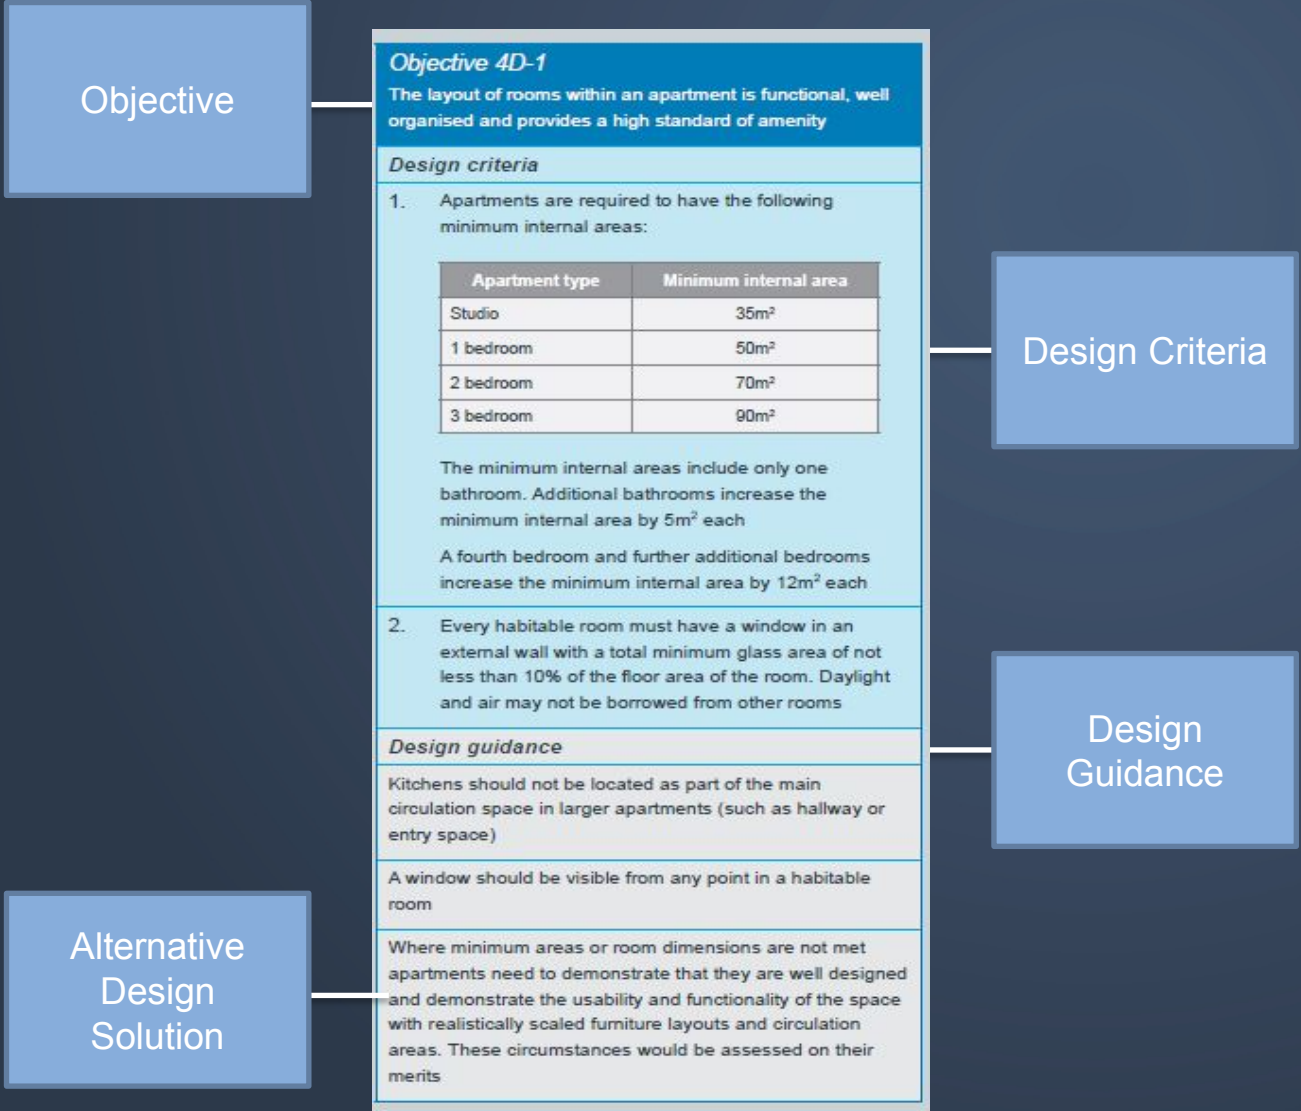 Objective
Objective 4D-1
The layout of rooms within an apartment is functional, well
organised and provides a high standard of amenity
Design criteria
1. Apartments are required to have the following
minimum internal areas:
Apartment type Minimum internal area
Studio 35m²
1 bedroom 50m²
2 bedroom 70m²
3 bedroom 90m²
The minimum internal areas include only one
bathroom. Additional bathrooms increase the
minimum internal area by 5m² each
A fourth bedroom and further additional bedrooms
increase the minimum internal area by 12m² each
2. Every habitable room must have a window in an
external wall with a total minimum glass area of not
less than 10% of the floor area of the room. Daylight
and air may not be borrowed from other rooms
Design Criteria
Design guidance
Kitchens should not be located as part of the main
circulation space in larger apartments (such as hallway or
entry space)
A window should be visible from any point in a habitable
room
Where minimum areas or room dimensions are not met
apartments need to demonstrate that they are well designed
and demonstrate the usability and functionality of the space
with realistically scaled furniture layouts and circulation
areas. These circumstances would be assessed on their
merits
Design
Guidance
Alternative
Design
Solution